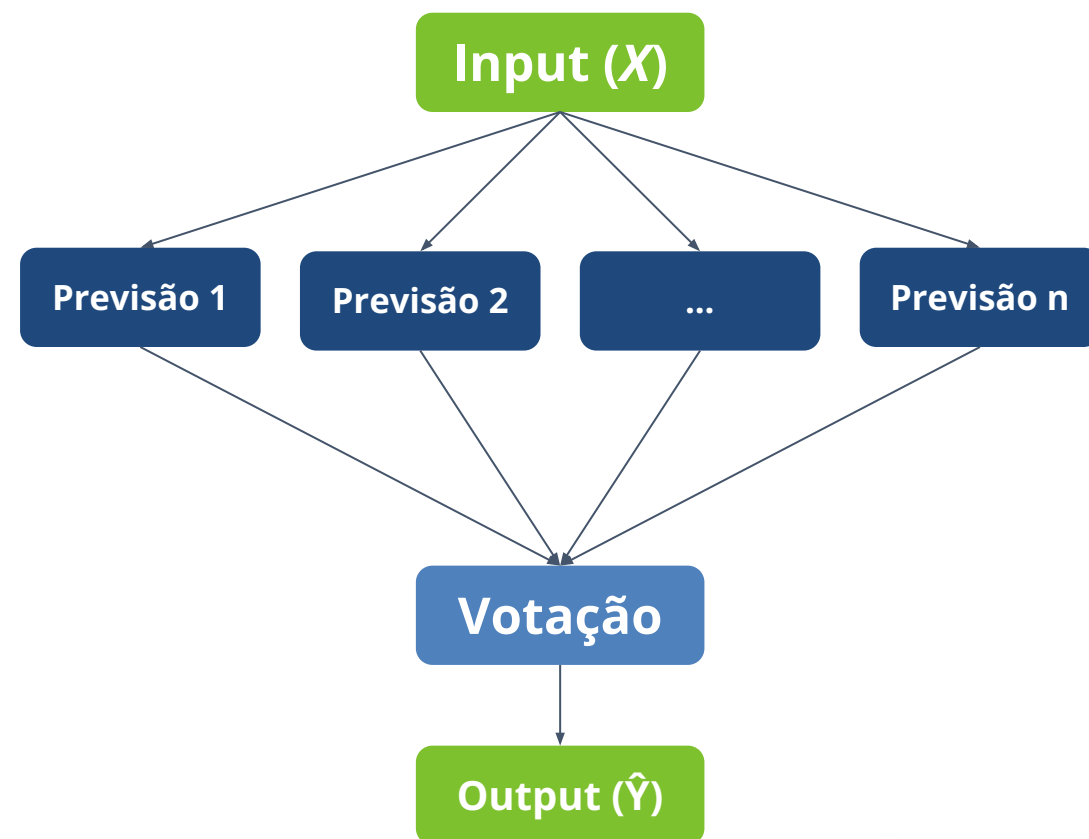 Input (X)
Previsão 1
Previsão 2
...
Previsão n
Votação
Output (Ŷ)